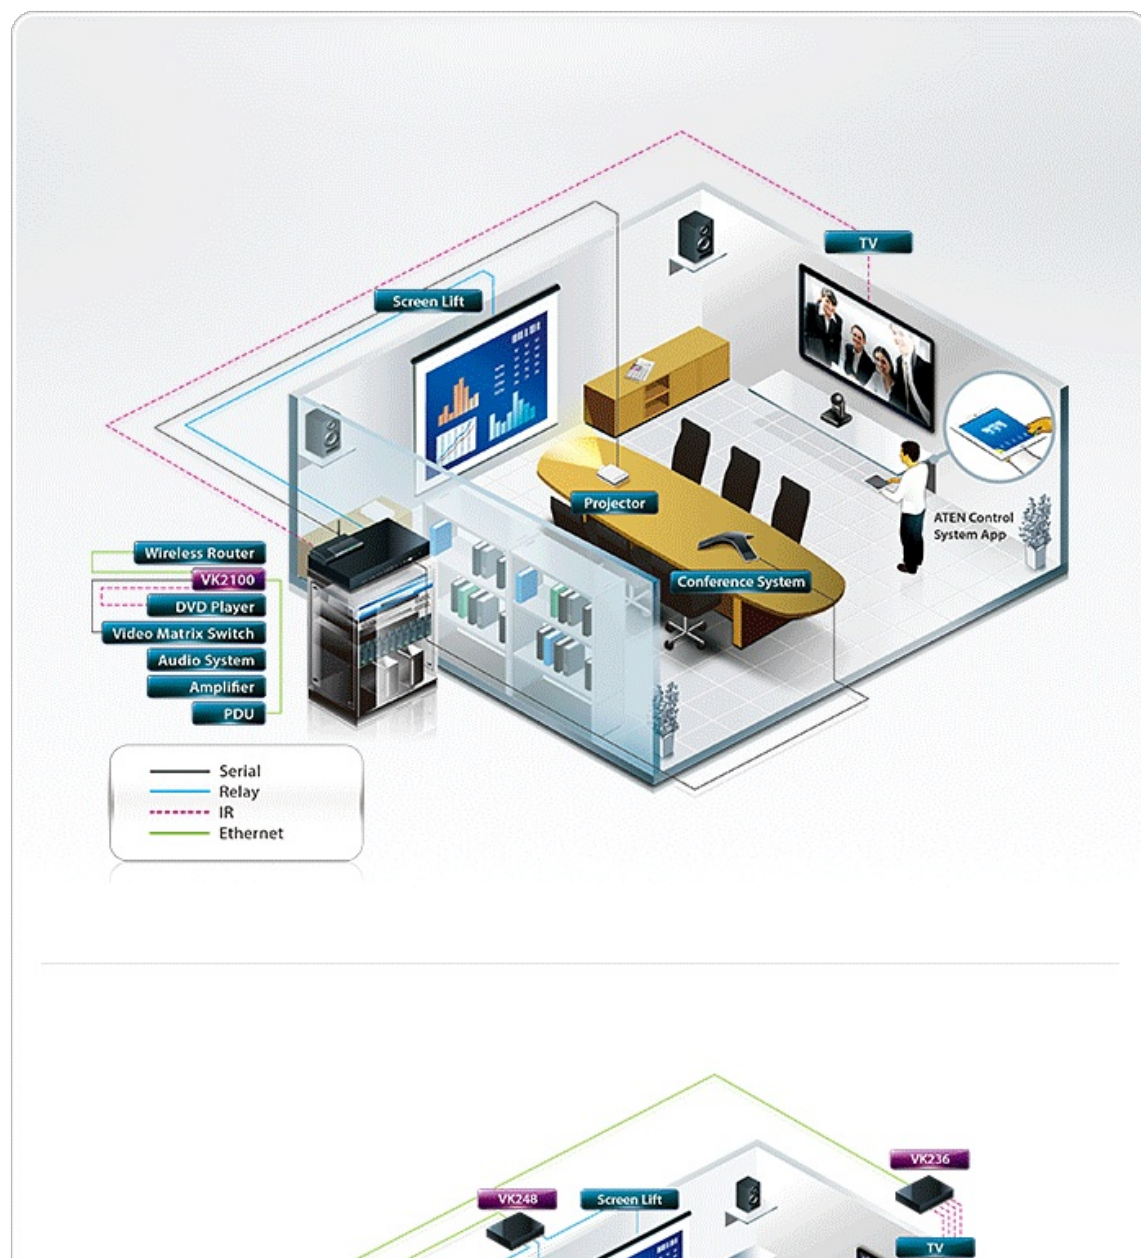 TV
Screen Lift
Projector
ATEN Control
System App
Conference System
Wireless Router
VK2100
DVD Player
Video Matrix Switch
Audio System
Amplifier
PDU
Serial
Relay
IR
Ethernet
VK236
VK248
Screen Lift
TV